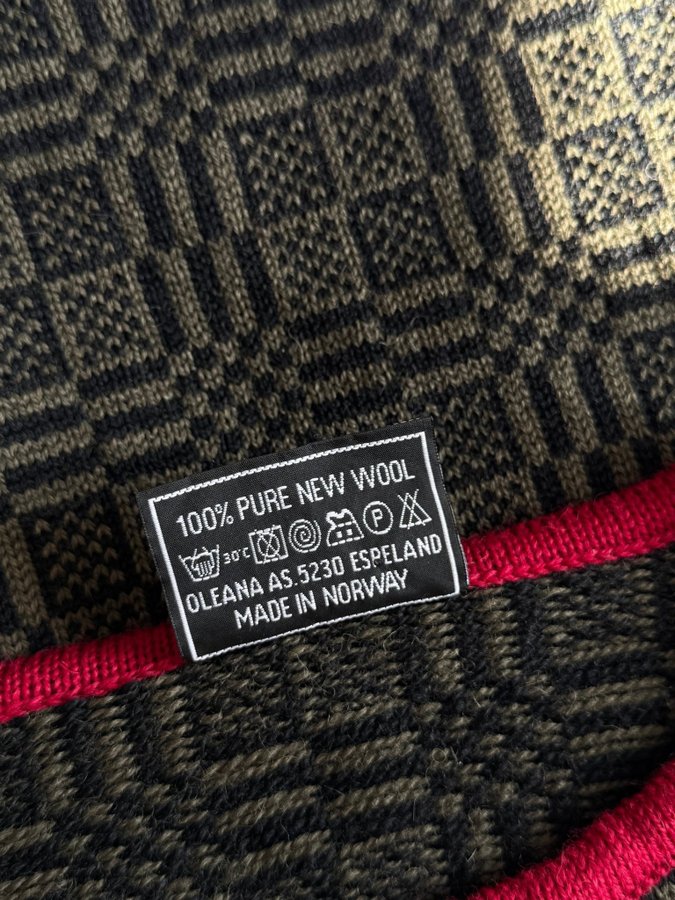 100% PURE NEW WOOL
30°C P
OLEANA AS.5230 ESPELAND
MADE IN NORWAY